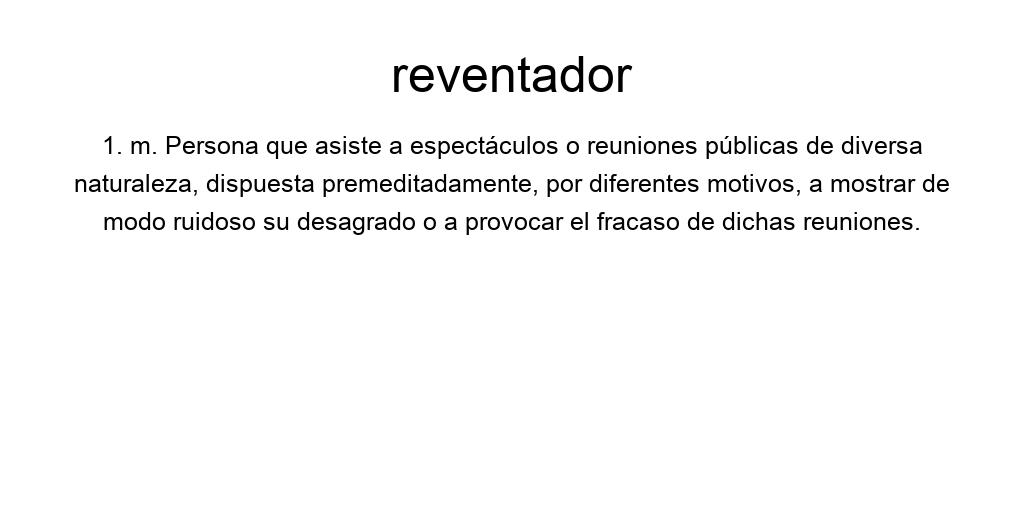 reventador
1. m. Persona que asiste a espectáculos o reuniones públicas de diversa
naturaleza, dispuesta premeditadamente, por diferentes motivos, a mostrar de
modo ruidoso su desagrado o a provocar el fracaso de dichas reuniones.